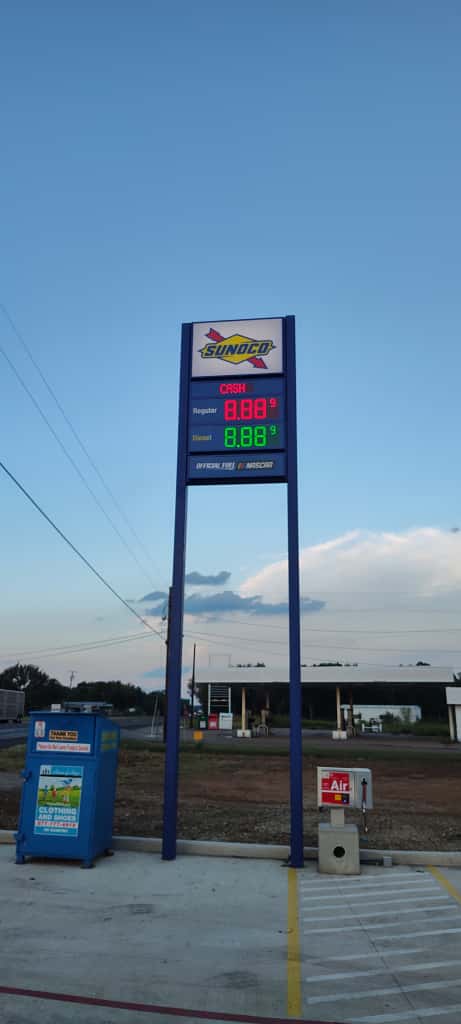 SUNOCO
CASH
Regular 8.88 9
Diesel 8.88 9
OFFICIAL FUEL NASCAR
THANK YOU
CLOTHING
AND SHOES
Air